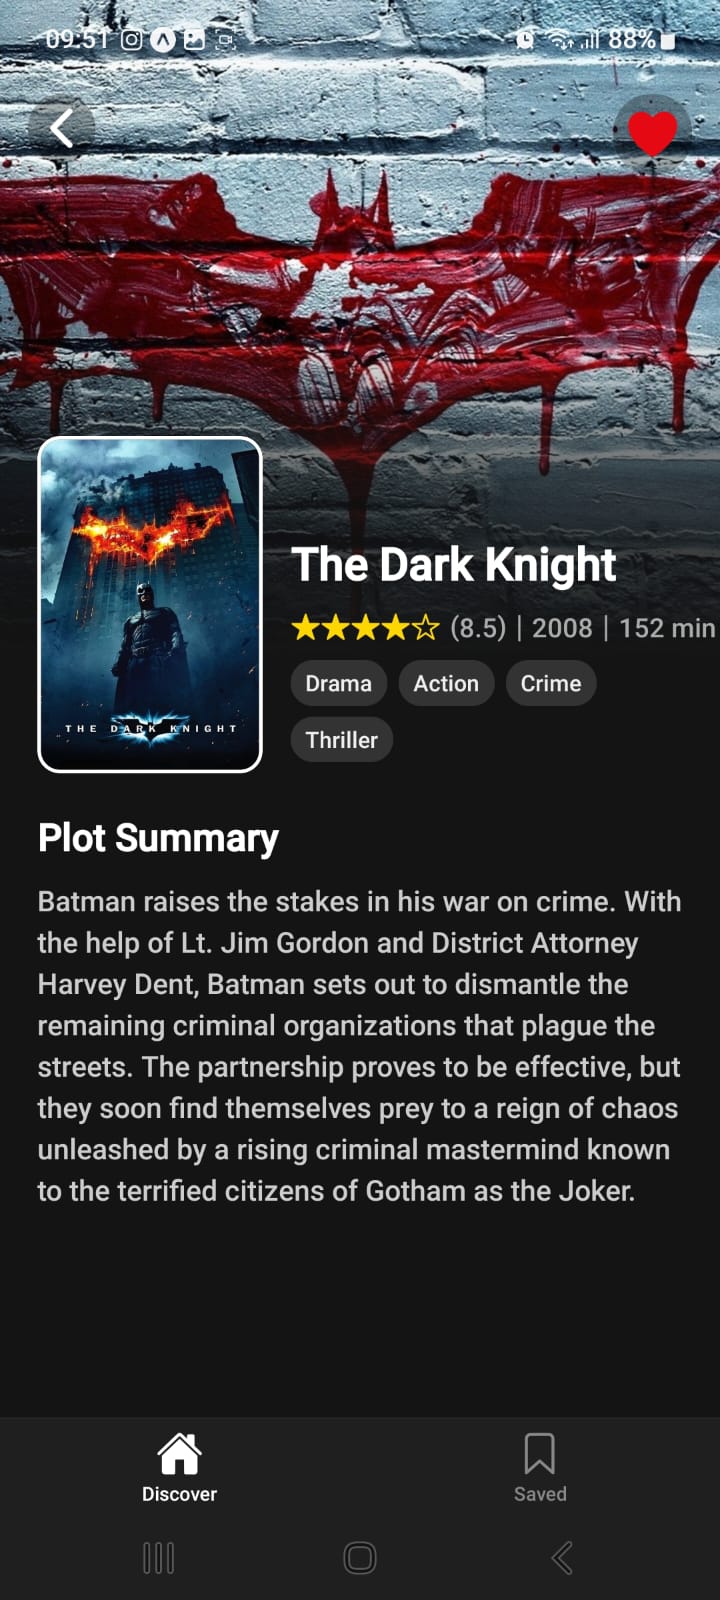 09:51 88%
The Dark Knight
(8.5) | 2008 | 152 min
Drama Action Crime
Thriller
THE DARK KNIGHT
Plot Summary
Batman raises the stakes in his war on crime. With
the help of Lt. Jim Gordon and District Attorney
Harvey Dent, Batman sets out to dismantle the
remaining criminal organizations that plague the
streets. The partnership proves to be effective, but
they soon find themselves prey to a reign of chaos
unleashed by a rising criminal mastermind known
to the terrified citizens of Gotham as the Joker.
Discover Saved